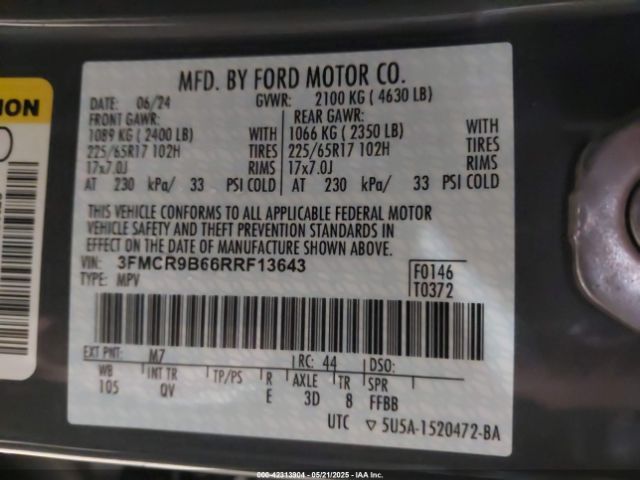 MFD. BY FORD MOTOR CO.
DATE: 06/24 GVWR: 2100 KG ( 4630 LB)
FRONT GAWR: REAR GAWR:
1089 KG ( 2400 LB) WITH 1066 KG ( 2350 LB) WITH
225/65R17 102H TIRES 225/65R17 102H TIRES
17x7.0J RIMS 17x7.0J RIMS
AT 230 kPa/ 33 PSI COLD AT 230 kPa/ 33 PSI COLD
THIS VEHICLE CONFORMS TO ALL APPLICABLE FEDERAL MOTOR
VEHICLE SAFETY AND THEFT PREVENTION STANDARDS IN
EFFECT ON THE DATE OF MANUFACTURE SHOWN ABOVE.
VIN: 3FMCR9B66RRF13643
TYPE: MPV
F0146
T0372
EXT PNT: M7 RC: 44 DSO:
WB INT TR TP/PS R AXLE TR SPR
105 QV E 3D 8 FFBB
UTC ▽ 5U5A-1520472-BA
ION
000-42313904 - 05/21/2025 - IAAI.CA